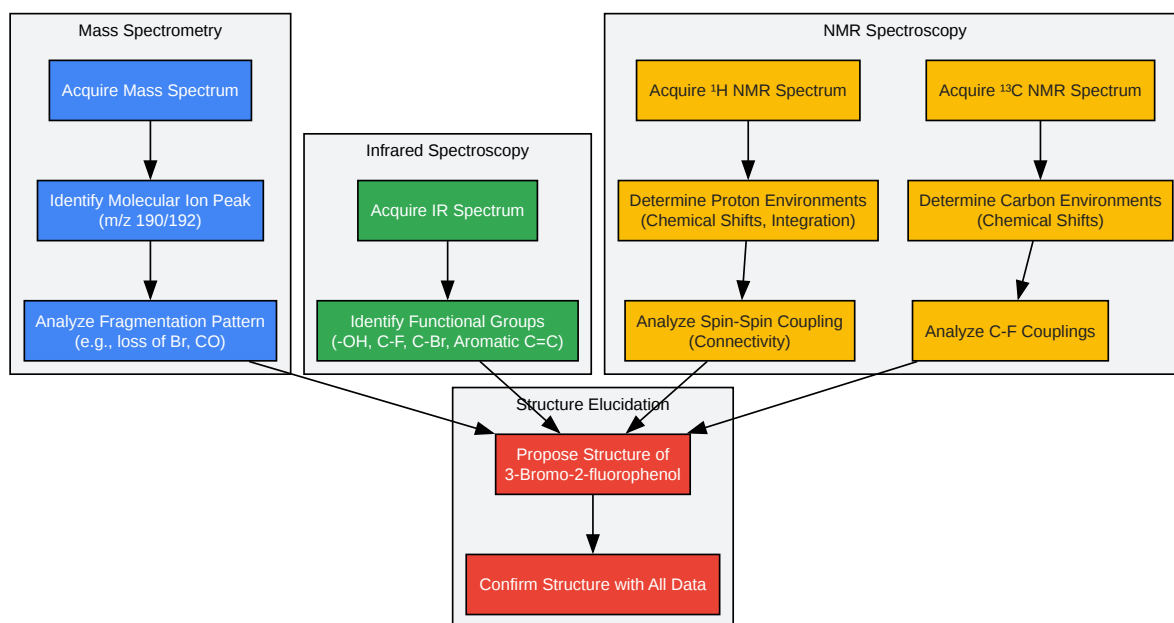 Mass Spectrometry
Acquire Mass Spectrum
Identify Molecular Ion Peak
(m/z 190/192)
Analyze Fragmentation Pattern
(e.g., loss of Br, CO)
Infrared Spectroscopy
Acquire IR Spectrum
Identify Functional Groups
(-OH, C-F, C-Br, Aromatic C=C)
NMR Spectroscopy
Acquire ¹H NMR Spectrum
Determine Proton Environments
(Chemical Shifts, Integration)
Analyze Spin-Spin Coupling
(Connectivity)
Acquire ¹³C NMR Spectrum
Determine Carbon Environments
(Chemical Shifts)
Analyze C-F Couplings
Structure Elucidation
Propose Structure of
3-Bromo-2-fluorophenol
Confirm Structure with All Data